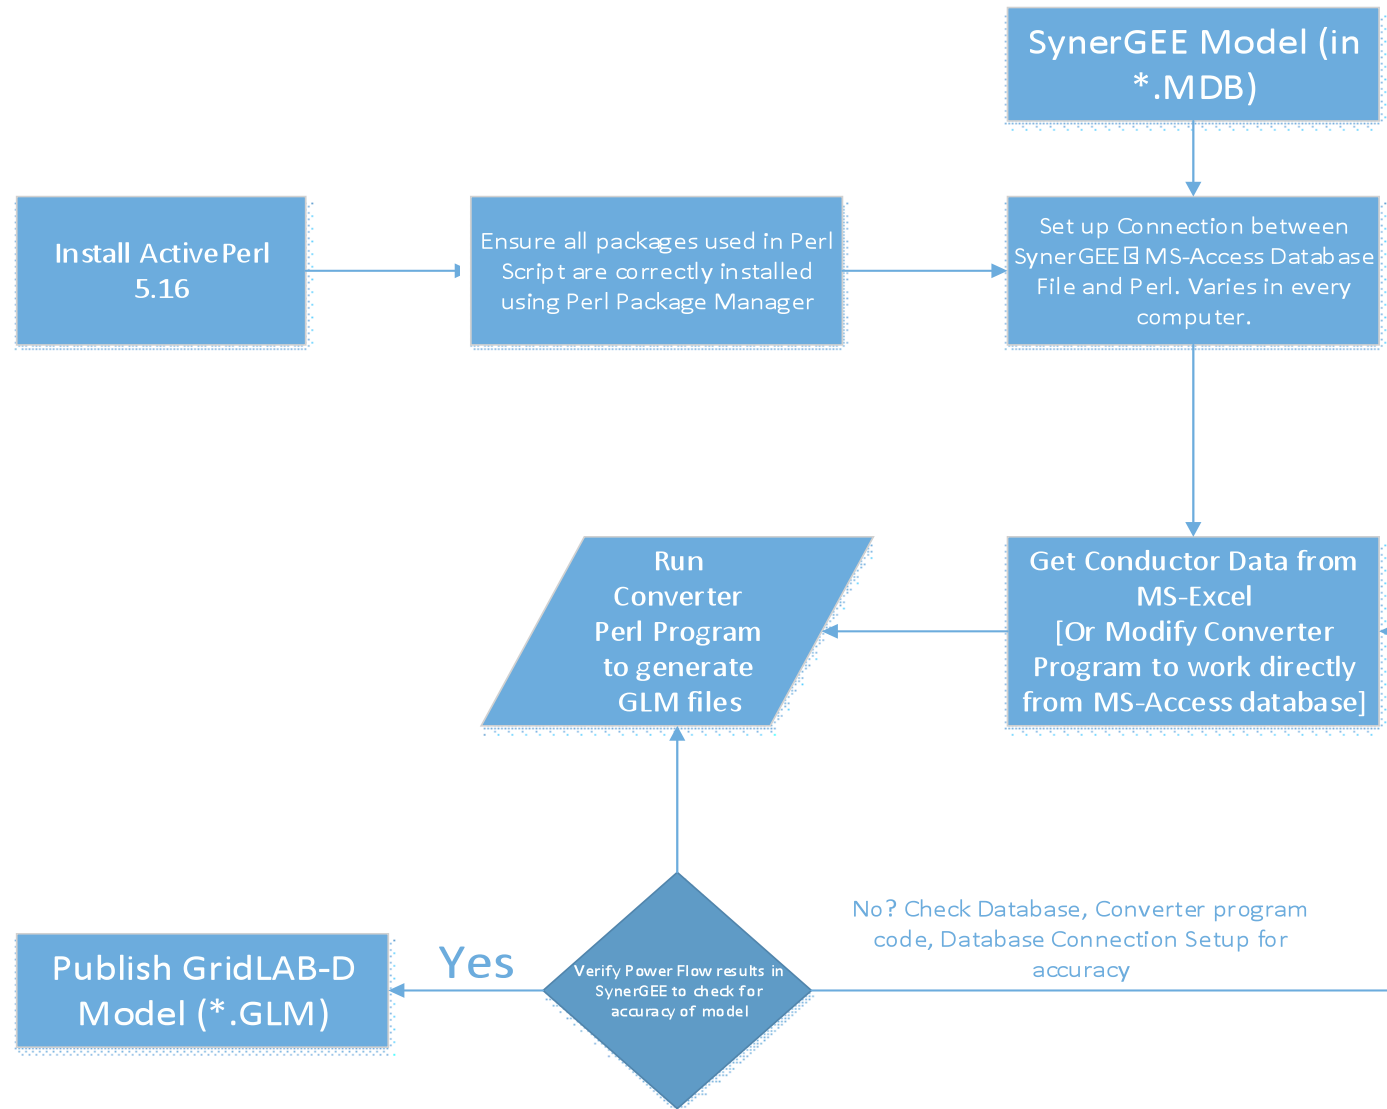 SynerGEE Model (in
*.MDB)
Install ActivePerl
5.16
Ensure all packages used in Perl
Script are correctly installed
using Perl Package Manager
Set up Connection between
SynerGEE MS-Access Database
File and Perl. Varies in every
computer.
Run
Converter
Perl Program
to generate
GLM files
Get Conductor Data from
MS-Excel
[Or Modify Converter
Program to work directly
from MS-Access database]
No? Check Database, Converter program
code, Database Connection Setup for
accuracy
Publish GridLAB-D
Model (*.GLM)
Yes
Verify Power Flow results in
SynerGEE to check for
accuracy of model